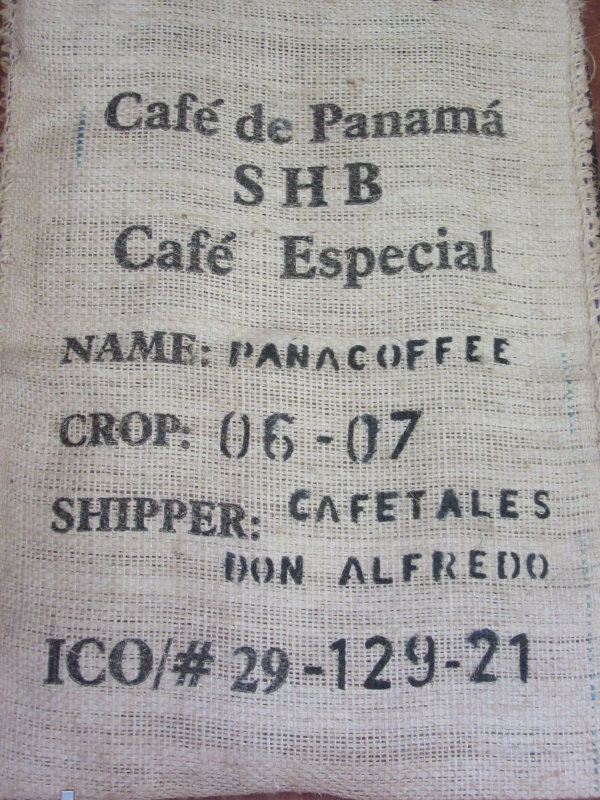 Café de Panamá
SHB
Café Especial
NAME: PANACOFFEE
CROP: 06-07
SHIPPER: CAFETALES
DON ALFREDO
ICO/# 29-129-21